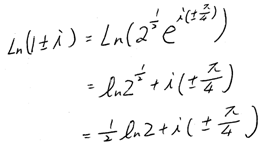 Ln(1±i) = Ln(2^{1/2} e^{i(±π/4)})
= ln2^{1/2} + i(±π/4)
= 1/2 ln2 + i(±π/4)